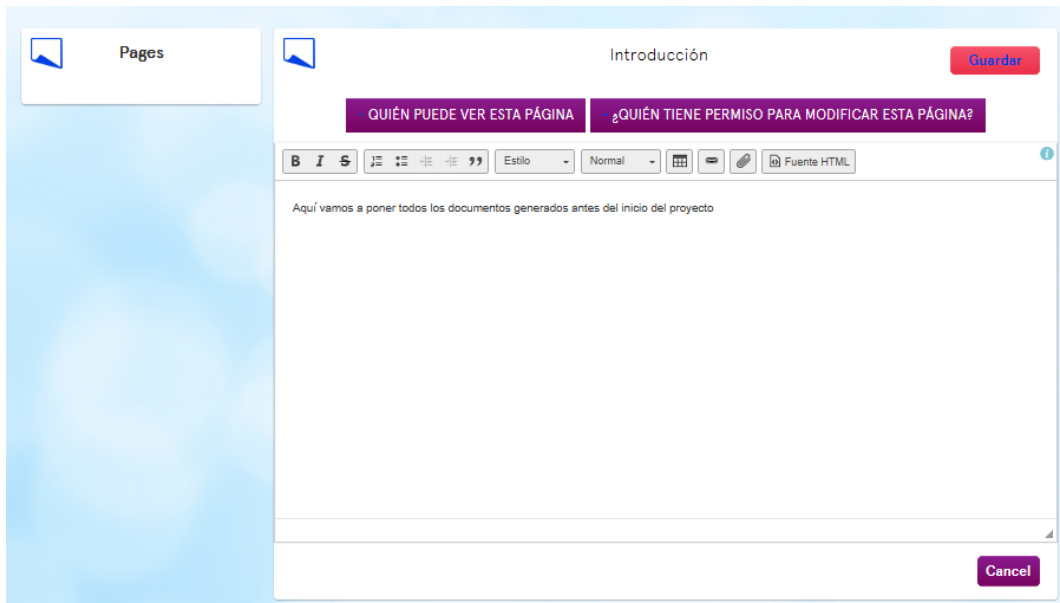 Pages
Introducción
Guardar
QUIÉN PUEDE VER ESTA PÁGINA
¿QUIÉN TIENE PERMISO PARA MODIFICAR ESTA PÁGINA?
B I S Estilo Normal Fuente HTML
Aquí vamos a poner todos los documentos generados antes del inicio del proyecto
Cancel